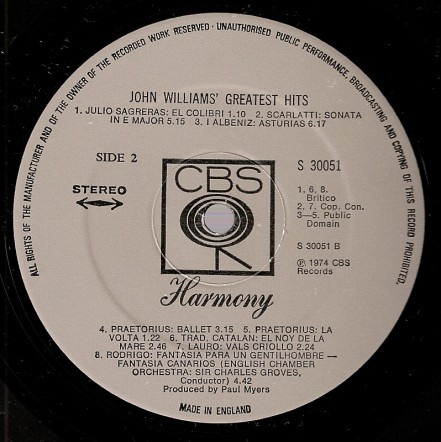 ALL RIGHTS OF THE MANUFACTURER AND OF THE OWNER OF THE RECORDED WORK RESERVED · UNAUTHORISED PUBLIC PERFORMANCE, BROADCASTING AND COPYING OF THIS RECORD PROHIBITED.
JOHN WILLIAMS' GREATEST HITS
1. JULIO SAGRERAS: EL COLIBRI 1.10 2. SCARLATTI: SONATA
IN E MAJOR 5.15 3. I ALBENIZ: ASTURIAS 6.17
SIDE 2
STEREO
CBS
S 30051
1, 6, 8.
Britico
2. 7. Cop. Con.
3—5. Public
Domain
S 30051 B
Ⓟ 1974 CBS
Records
Harmony
4. PRAETORIUS: BALLET 3.15 5. PRAETORIUS: LA
VOLTA 1.22 6. TRAD. CATALAN: EL NOY DE LA
MARE 2.46 7. LAURO: VALS CRIOLLO 2.24
8. RODRIGO: FANTASIA PARA UN GENTILHOMBRE —
FANTASIA CANARIOS (ENGLISH CHAMBER
ORCHESTRA: SIR CHARLES GROVES,
Conductor) 4.42
Produced by Paul Myers
MADE IN ENGLAND